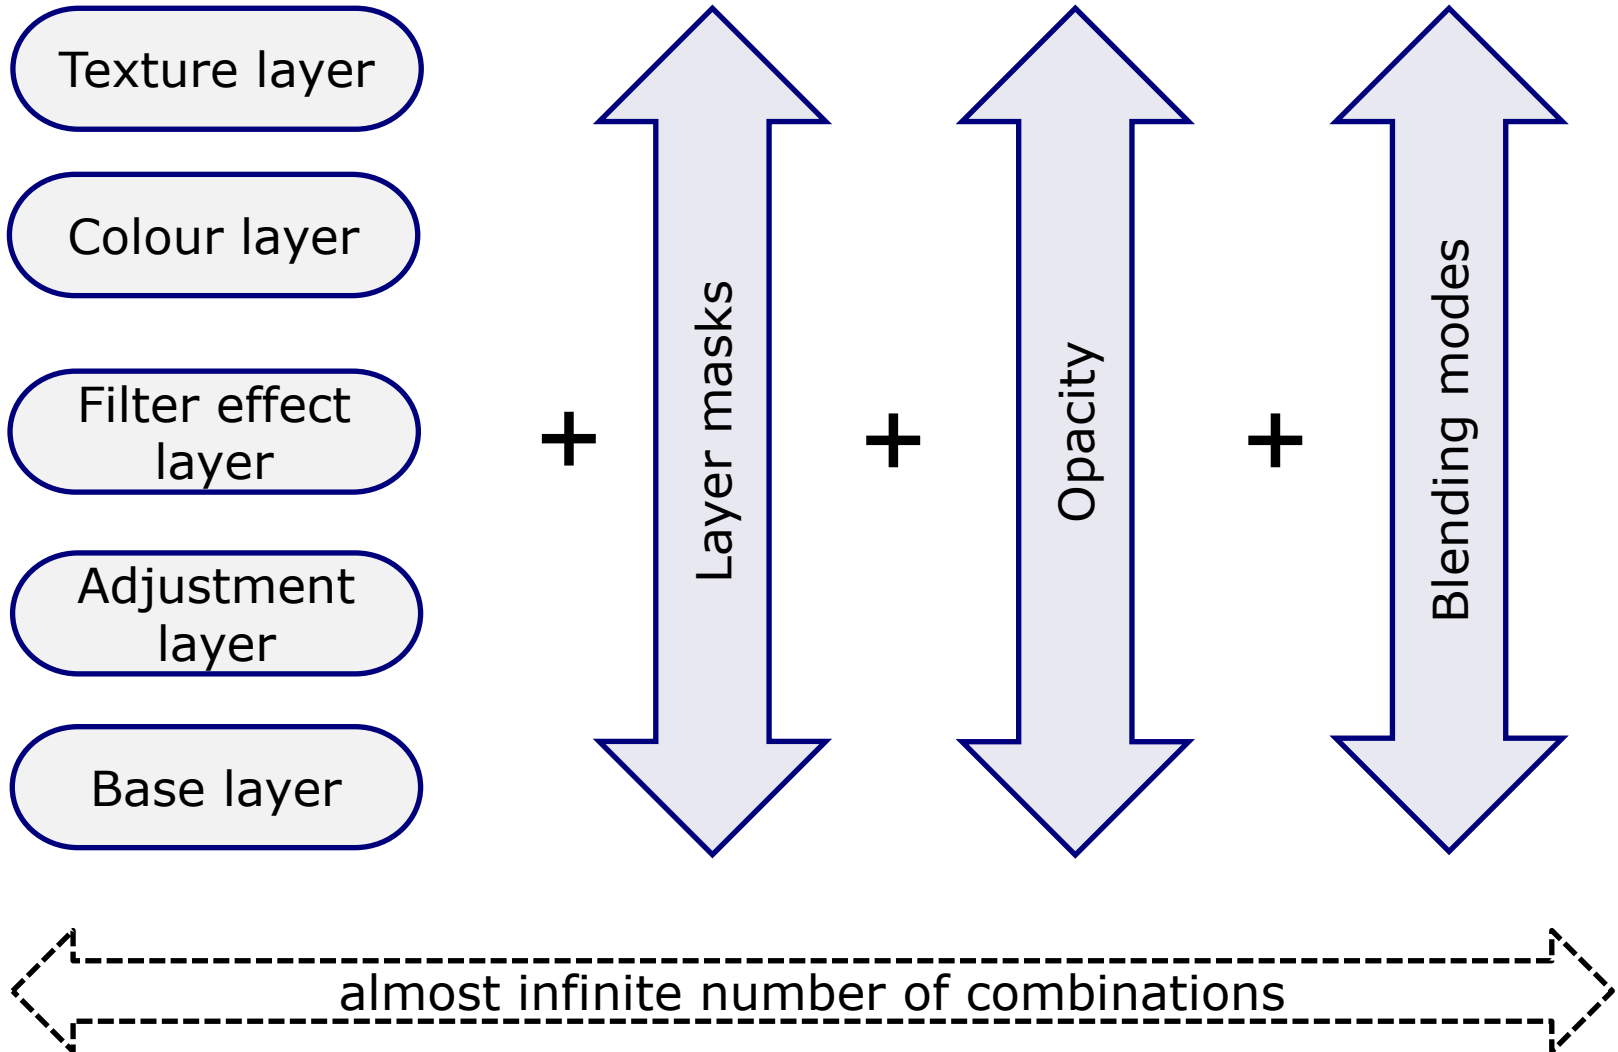 Texture layer
Colour layer
Filter effect
layer
Adjustment
layer
Base layer
+
Layer masks
+
Opacity
+
Blending modes
almost infinite number of combinations